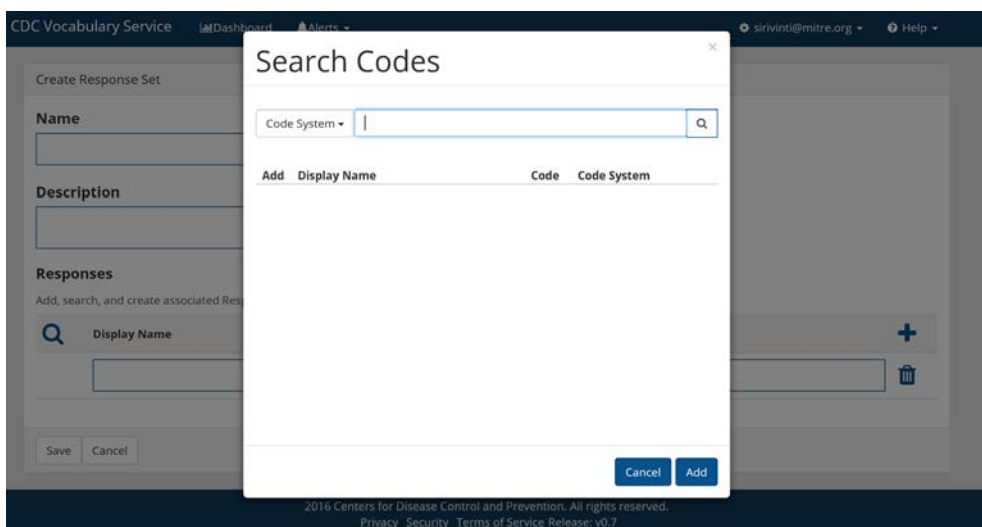 CDC Vocabulary Service Dashboard Alerts sirivinti@mitre.org Help
Search Codes ×
Create Response Set
Name
Code System
Add Display Name Code Code System
Description
Responses
Add, search, and create associated
Display Name
Save Cancel
Cancel Add
2016 Centers for Disease Control and Prevention. All rights reserved.
Privacy Security Terms of Service Release: v0.7